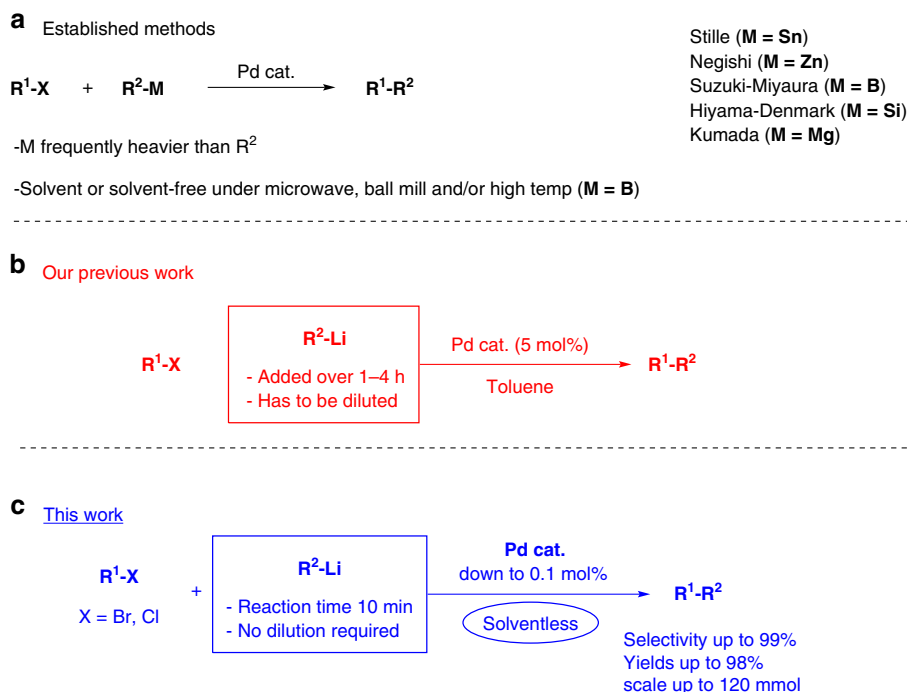 a Established methods
R¹-X + R²-M Pd cat. R¹-R²
Stille (M = Sn)
Negishi (M = Zn)
Suzuki-Miyaura (M = B)
Hiyama-Denmark (M = Si)
Kumada (M = Mg)
-M frequently heavier than R²
-Solvent or solvent-free under microwave, ball mill and/or high temp (M = B)
b Our previous work
R¹-X
R²-Li
- Added over 1–4 h
- Has to be diluted
Pd cat. (5 mol%)
Toluene
R¹-R²
c This work
R¹-X
X = Br, Cl
+
R²-Li
- Reaction time 10 min
- No dilution required
Pd cat.
down to 0.1 mol%
Solventless
R¹-R²
Selectivity up to 99%
Yields up to 98%
scale up to 120 mmol